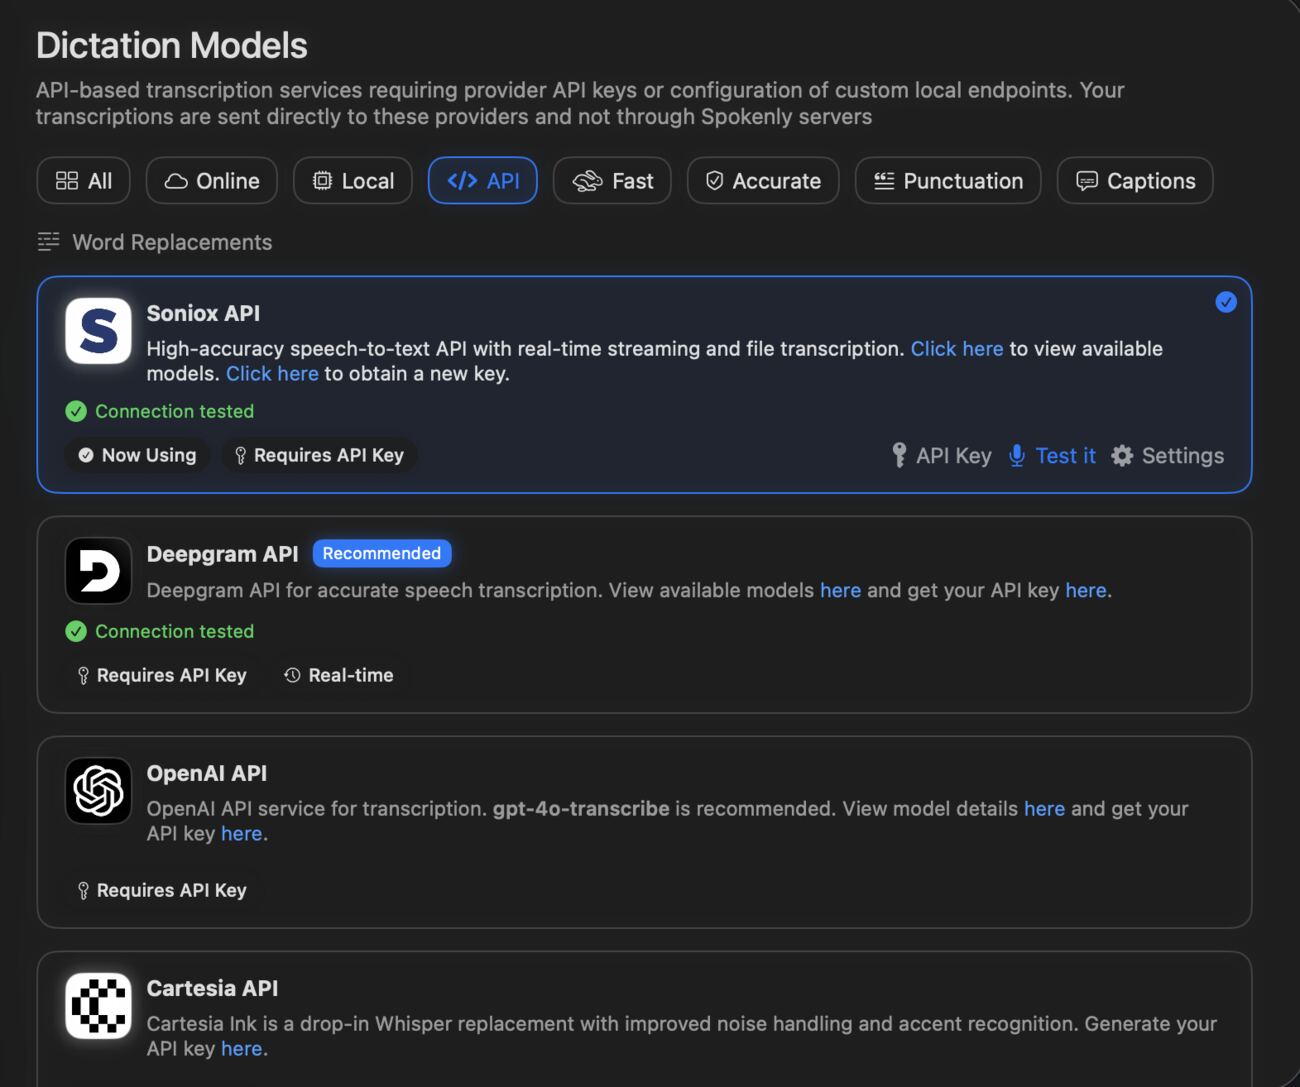 Dictation Models
API-based transcription services requiring provider API keys or configuration of custom local endpoints. Your
transcriptions are sent directly to these providers and not through Spokenly servers
All
Online
Local
</> API
Fast
Accurate
Punctuation
Captions
Word Replacements
S
Soniox API
High-accuracy speech-to-text API with real-time streaming and file transcription. Click here to view available
models. Click here to obtain a new key.
Connection tested
Now Using
Requires API Key
API Key
Test it
Settings
Deepgram API
Recommended
Deepgram API for accurate speech transcription. View available models here and get your API key here.
Connection tested
Requires API Key
Real-time
OpenAI API
OpenAI API service for transcription. gpt-4o-transcribe is recommended. View model details here and get your
API key here.
Requires API Key
Cartesia API
Cartesia Ink is a drop-in Whisper replacement with improved noise handling and accent recognition. Generate your
API key here.